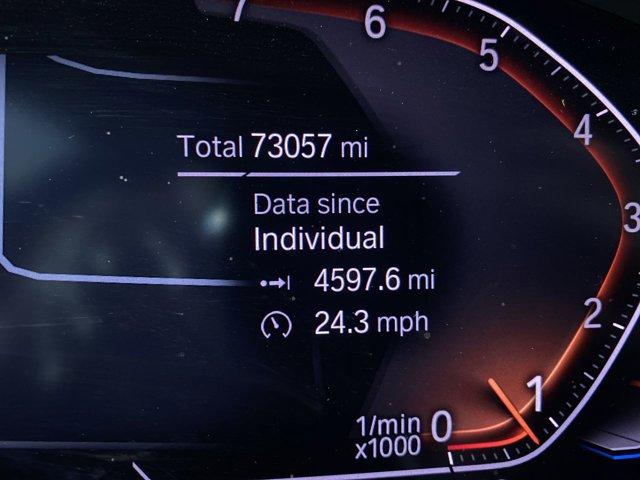 7
6
5
4
3
2
1
0
Total 73057 mi
Data since
Individual
4597.6 mi
24.3 mph
1/min
x1000